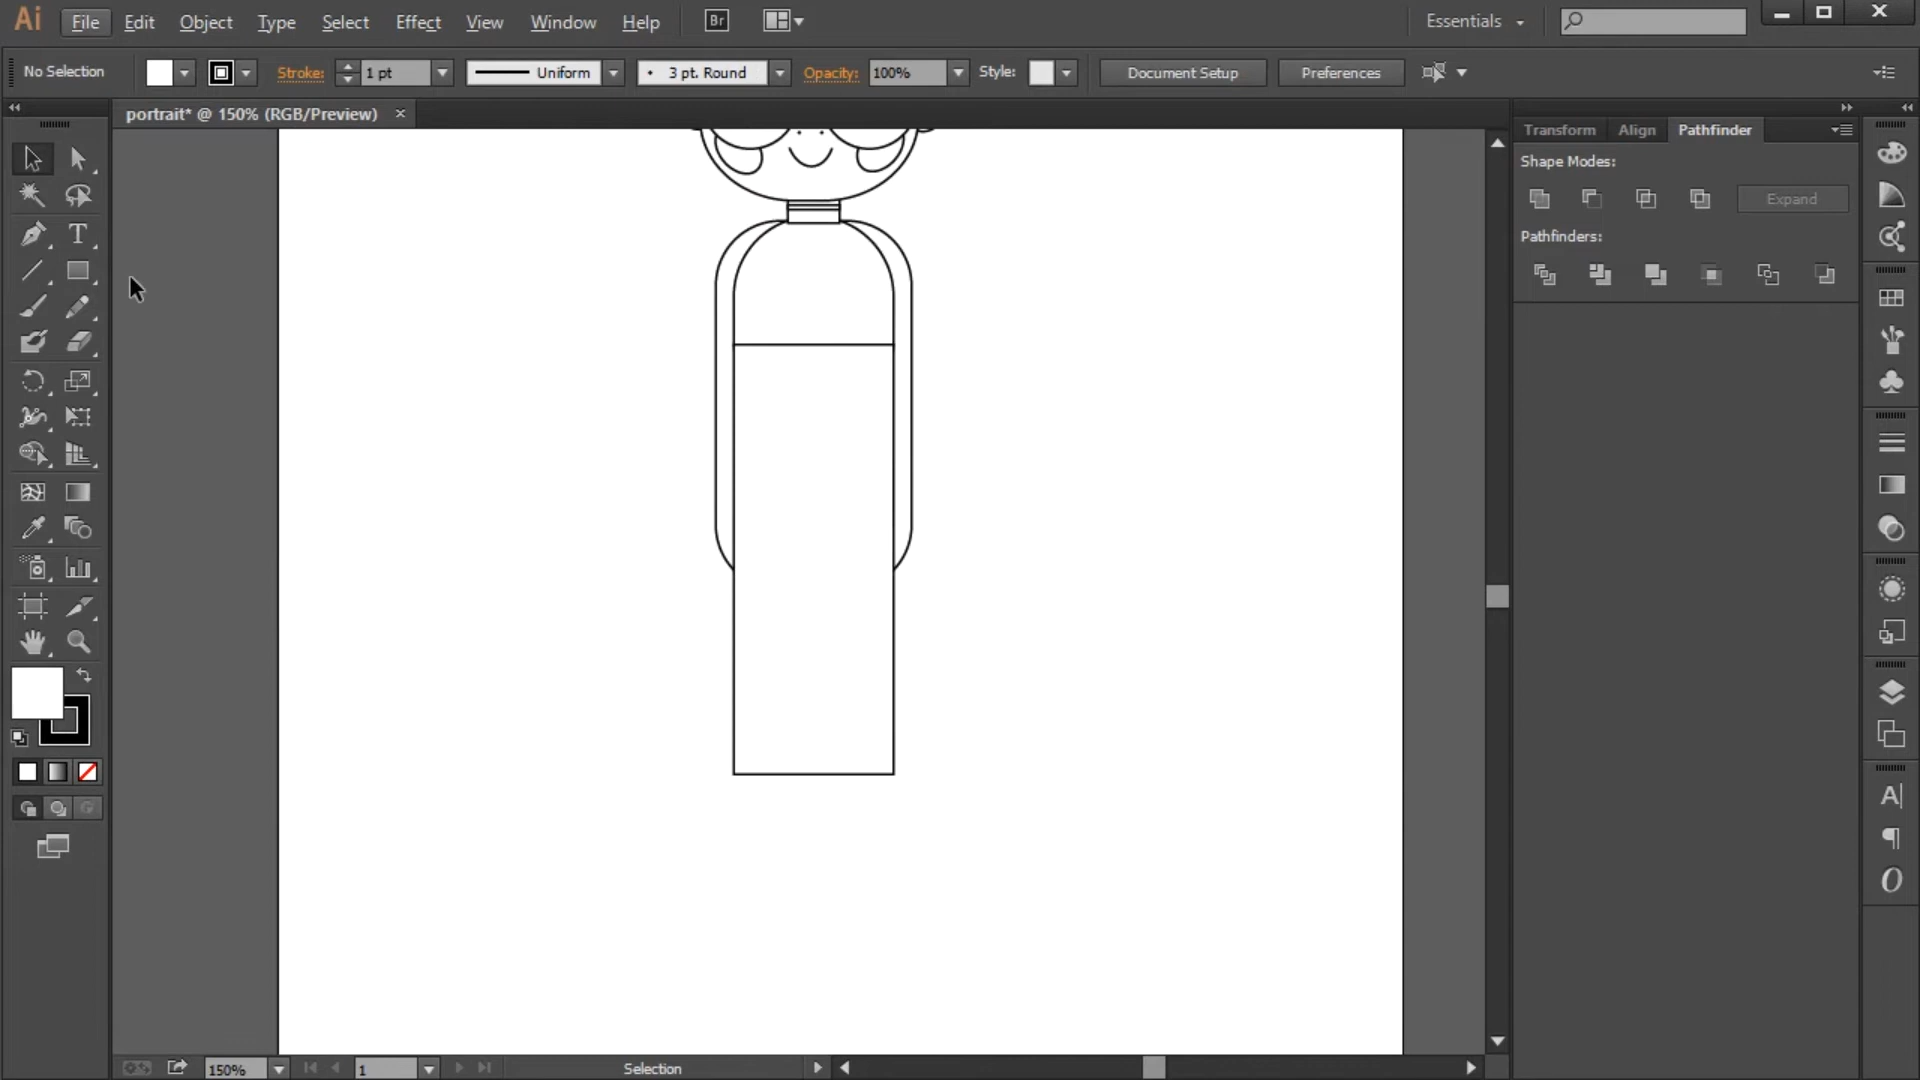 Ai File Edit Object Type Select Effect View Window Help Br Essentials
No Selection Stroke: 1 pt Uniform 3 pt. Round Opacity: 100% Style: Document Setup Preferences
portrait* @ 150% (RGB/Preview) ×
Transform Align Pathfinder
Shape Modes:
Expand
Pathfinders:
150% 1 Selection